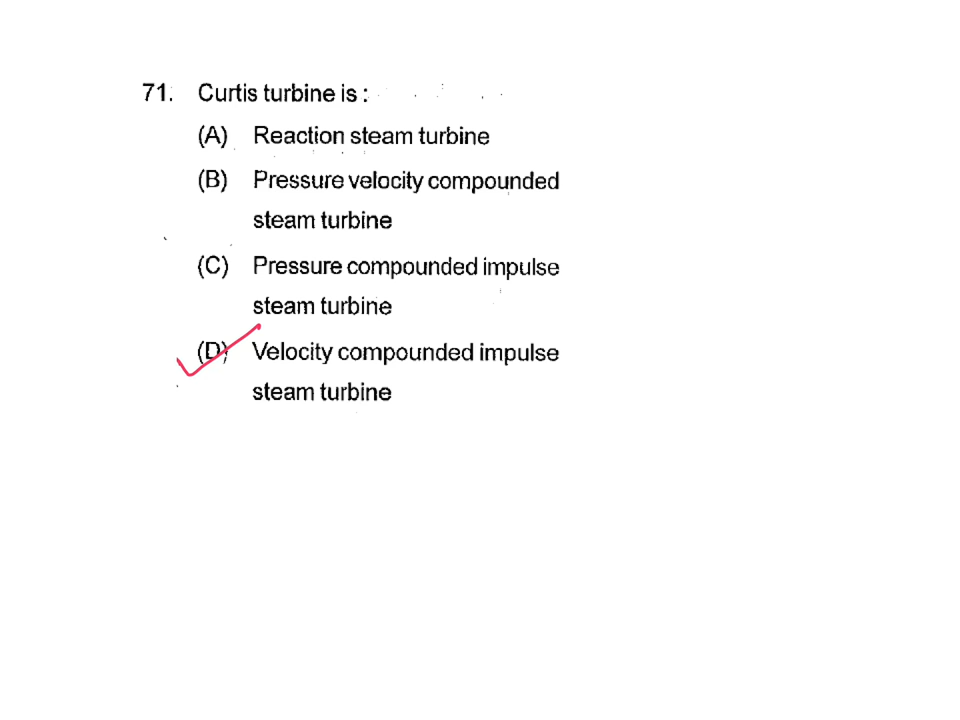 71. Curtis turbine is :
(A) Reaction steam turbine
(B) Pressure velocity compounded
steam turbine
(C) Pressure compounded impulse
steam turbine
(D) Velocity compounded impulse
steam turbine